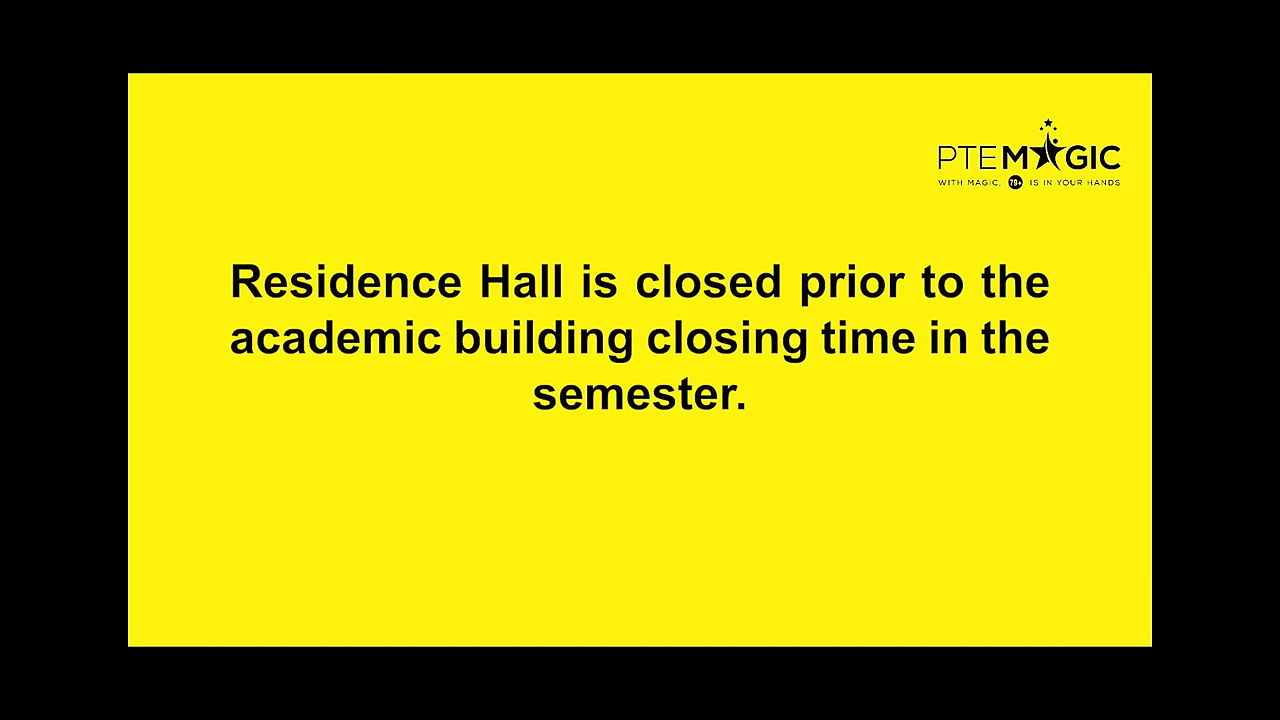 PTEMAGIC
WITH MAGIC, 79+ IS IN YOUR HANDS
Residence Hall is closed prior to the
academic building closing time in the
semester.